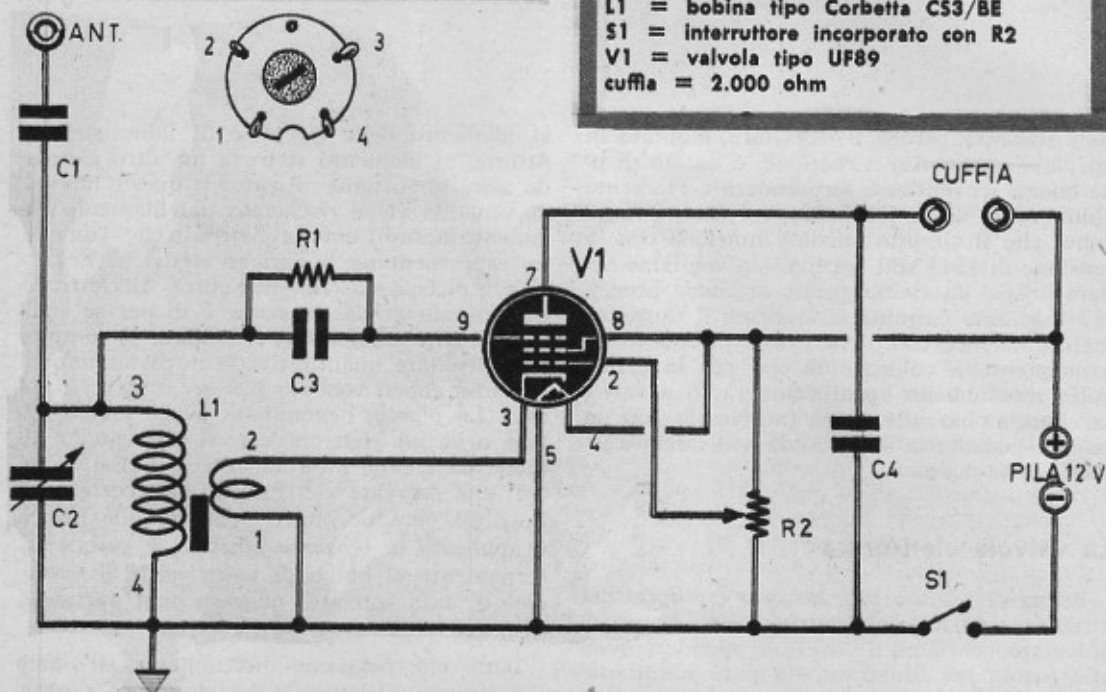 L1 = bobina tipo Corbetta CS3/BE
S1 = interruttore incorporato con R2
V1 = valvola tipo UF89
cuffia = 2.000 ohm
ANT.
2
3
1
4
C1
CUFFIA
R1
V1
7
9
8
C3
2
3
L1
3
4
5
2
C4
PILA 12 V
C2
R2
1
S1
4